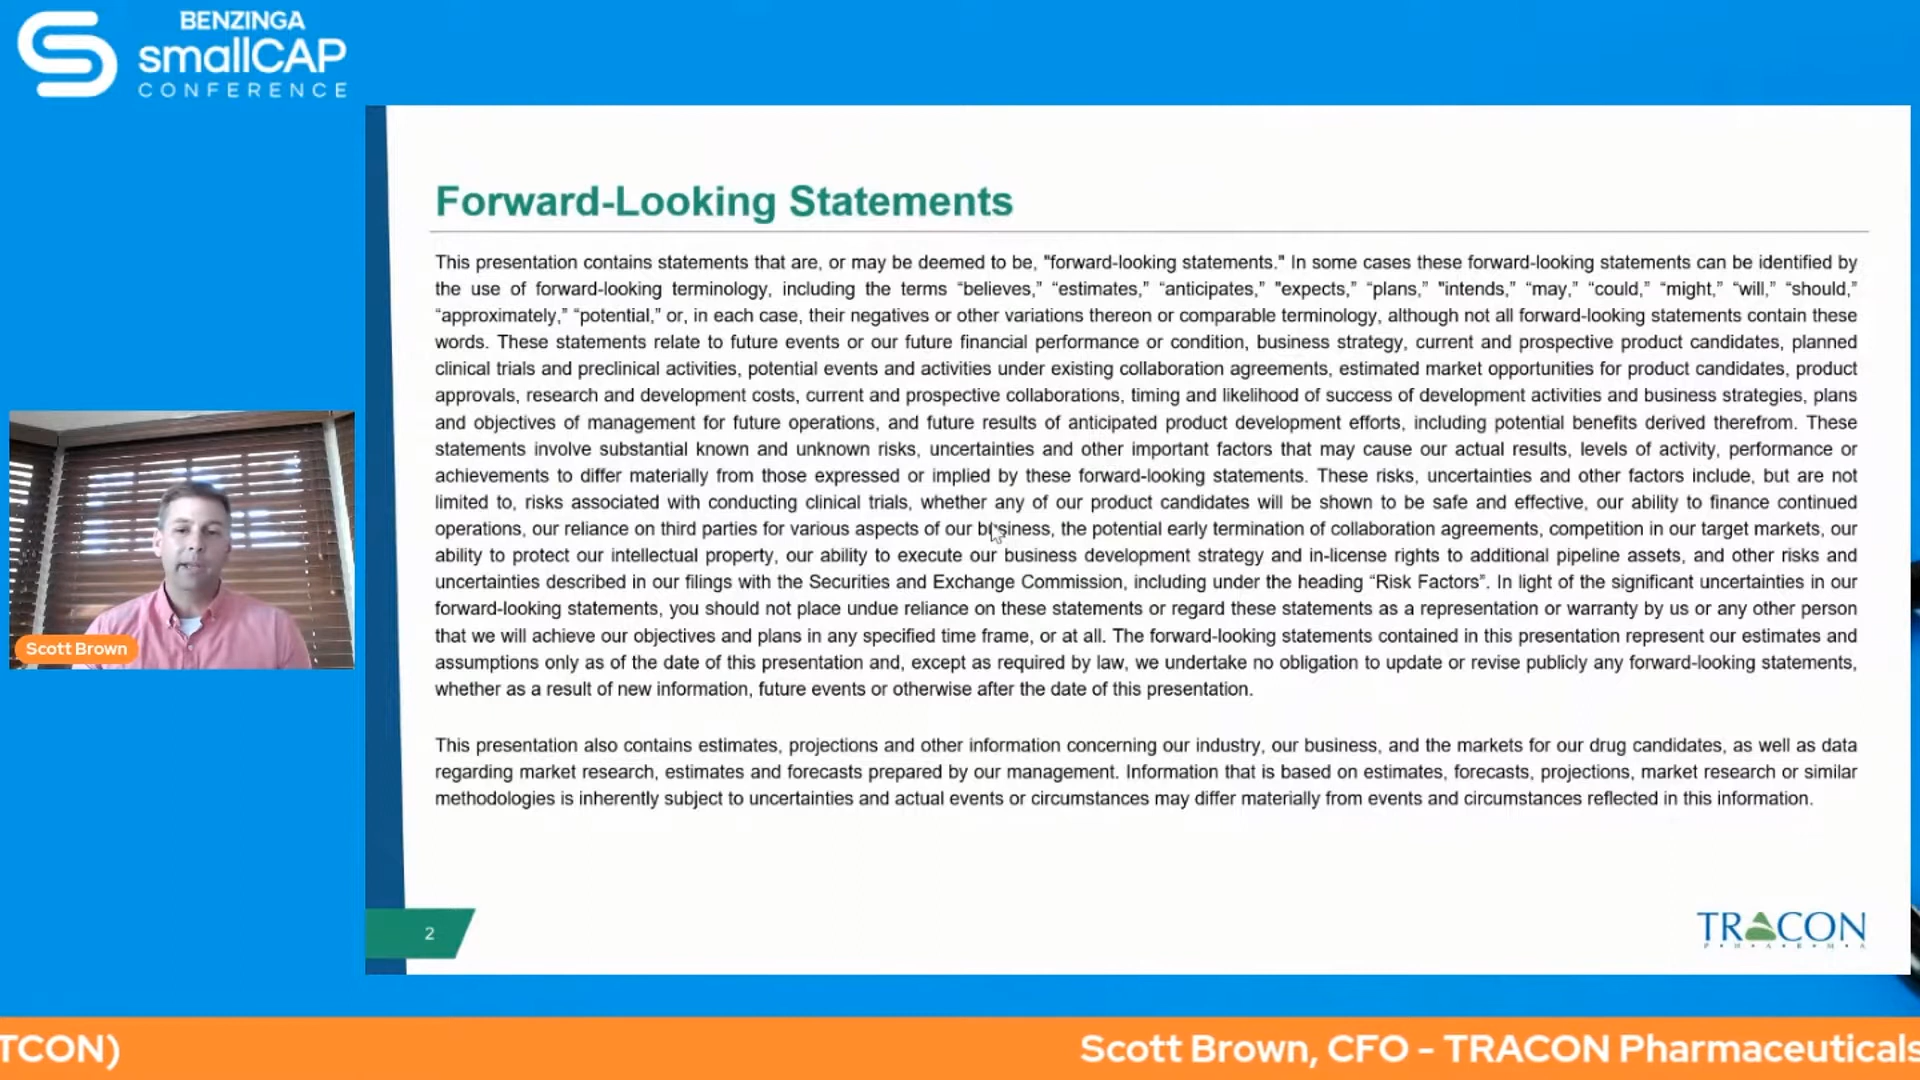 BENZINGA
smallCAP
CONFERENCE
Forward-Looking Statements
This presentation contains statements that are, or may be deemed to be, "forward-looking statements." In some cases these forward-looking statements can be identified by
the use of forward-looking terminology, including the terms “believes,” “estimates,” “anticipates,” "expects,” “plans,” "intends,” “may,” “could,” “might,” “will,” “should,”
“approximately,” “potential,” or, in each case, their negatives or other variations thereon or comparable terminology, although not all forward-looking statements contain these
words. These statements relate to future events or our future financial performance or condition, business strategy, current and prospective product candidates, planned
clinical trials and preclinical activities, potential events and activities under existing collaboration agreements, estimated market opportunities for product candidates, product
approvals, research and development costs, current and prospective collaborations, timing and likelihood of success of development activities and business strategies, plans
and objectives of management for future operations, and future results of anticipated product development efforts, including potential benefits derived therefrom. These
statements involve substantial known and unknown risks, uncertainties and other important factors that may cause our actual results, levels of activity, performance or
achievements to differ materially from those expressed or implied by these forward-looking statements. These risks, uncertainties and other factors include, but are not
limited to, risks associated with conducting clinical trials, whether any of our product candidates will be shown to be safe and effective, our ability to finance continued
operations, our reliance on third parties for various aspects of our business, the potential early termination of collaboration agreements, competition in our target markets, our
ability to protect our intellectual property, our ability to execute our business development strategy and in-license rights to additional pipeline assets, and other risks and
uncertainties described in our filings with the Securities and Exchange Commission, including under the heading “Risk Factors”. In light of the significant uncertainties in our
forward-looking statements, you should not place undue reliance on these statements or regard these statements as a representation or warranty by us or any other person
that we will achieve our objectives and plans in any specified time frame, or at all. The forward-looking statements contained in this presentation represent our estimates and
assumptions only as of the date of this presentation and, except as required by law, we undertake no obligation to update or revise publicly any forward-looking statements,
whether as a result of new information, future events or otherwise after the date of this presentation.
This presentation also contains estimates, projections and other information concerning our industry, our business, and the markets for our drug candidates, as well as data
regarding market research, estimates and forecasts prepared by our management. Information that is based on estimates, forecasts, projections, market research or similar
methodologies is inherently subject to uncertainties and actual events or circumstances may differ materially from events and circumstances reflected in this information.
Scott Brown
2
TRACON
PHARMA
TCON)
Scott Brown, CFO - TRACON Pharmaceuticals